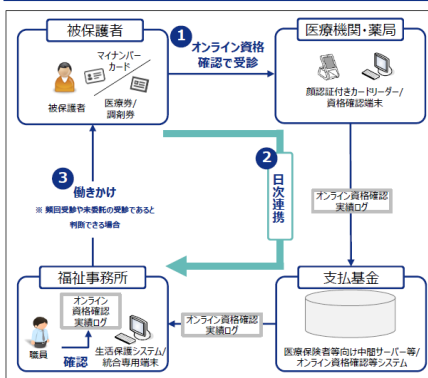 被保護者
マイナンバー
カード
被保護者
医療券/
調剤券
1
オンライン資格
確認で受診
医療機関・薬局
顔認証付きカードリーダー/
資格確認端末
2
日次連携
3
働きかけ
※ 頻回受診や未委託の受診であると
判断できる場合
オンライン資格確認
実績ログ
福祉事務所
オンライン
資格確認
実績ログ
職員
確認
生活保護システム/
統合専用端末
オンライン資格確認
実績ログ
支払基金
医療保険者等向け中間サーバー等/
オンライン資格確認等システム